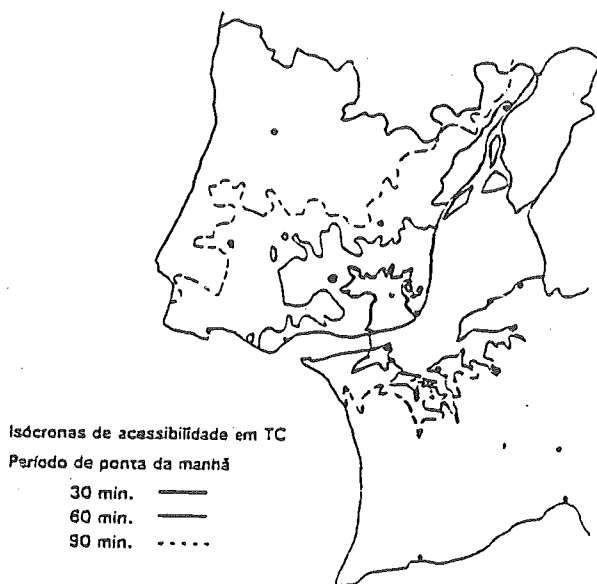 Isócronas de acessibilidade em TC
Período de ponta da manhã
30 min.
60 min.
90 min.